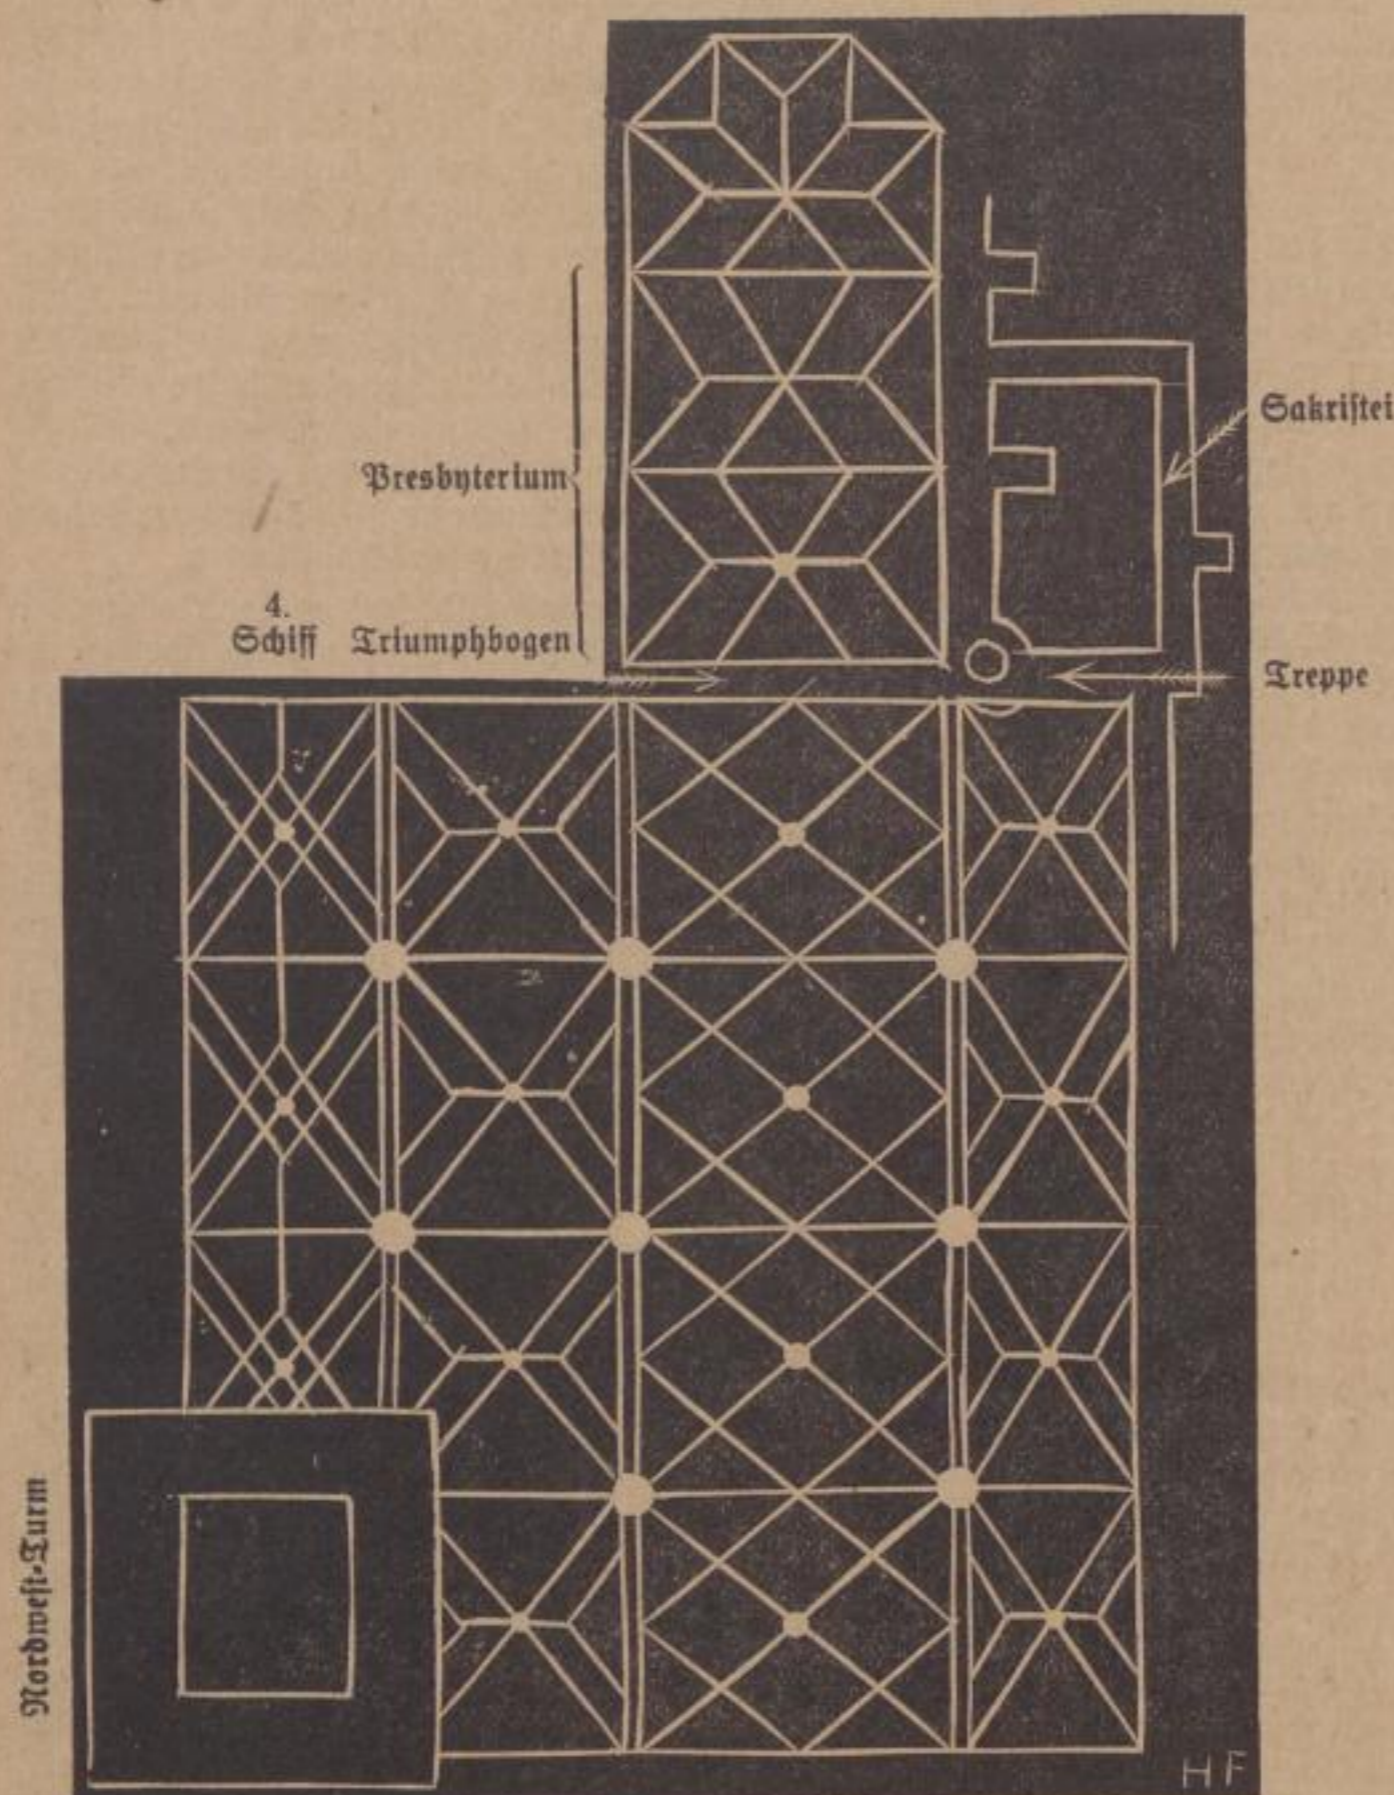 Sakristei
Presbyterium
4.
Schiff Triumphbogen
Treppe
Nordwest-Turm
HF